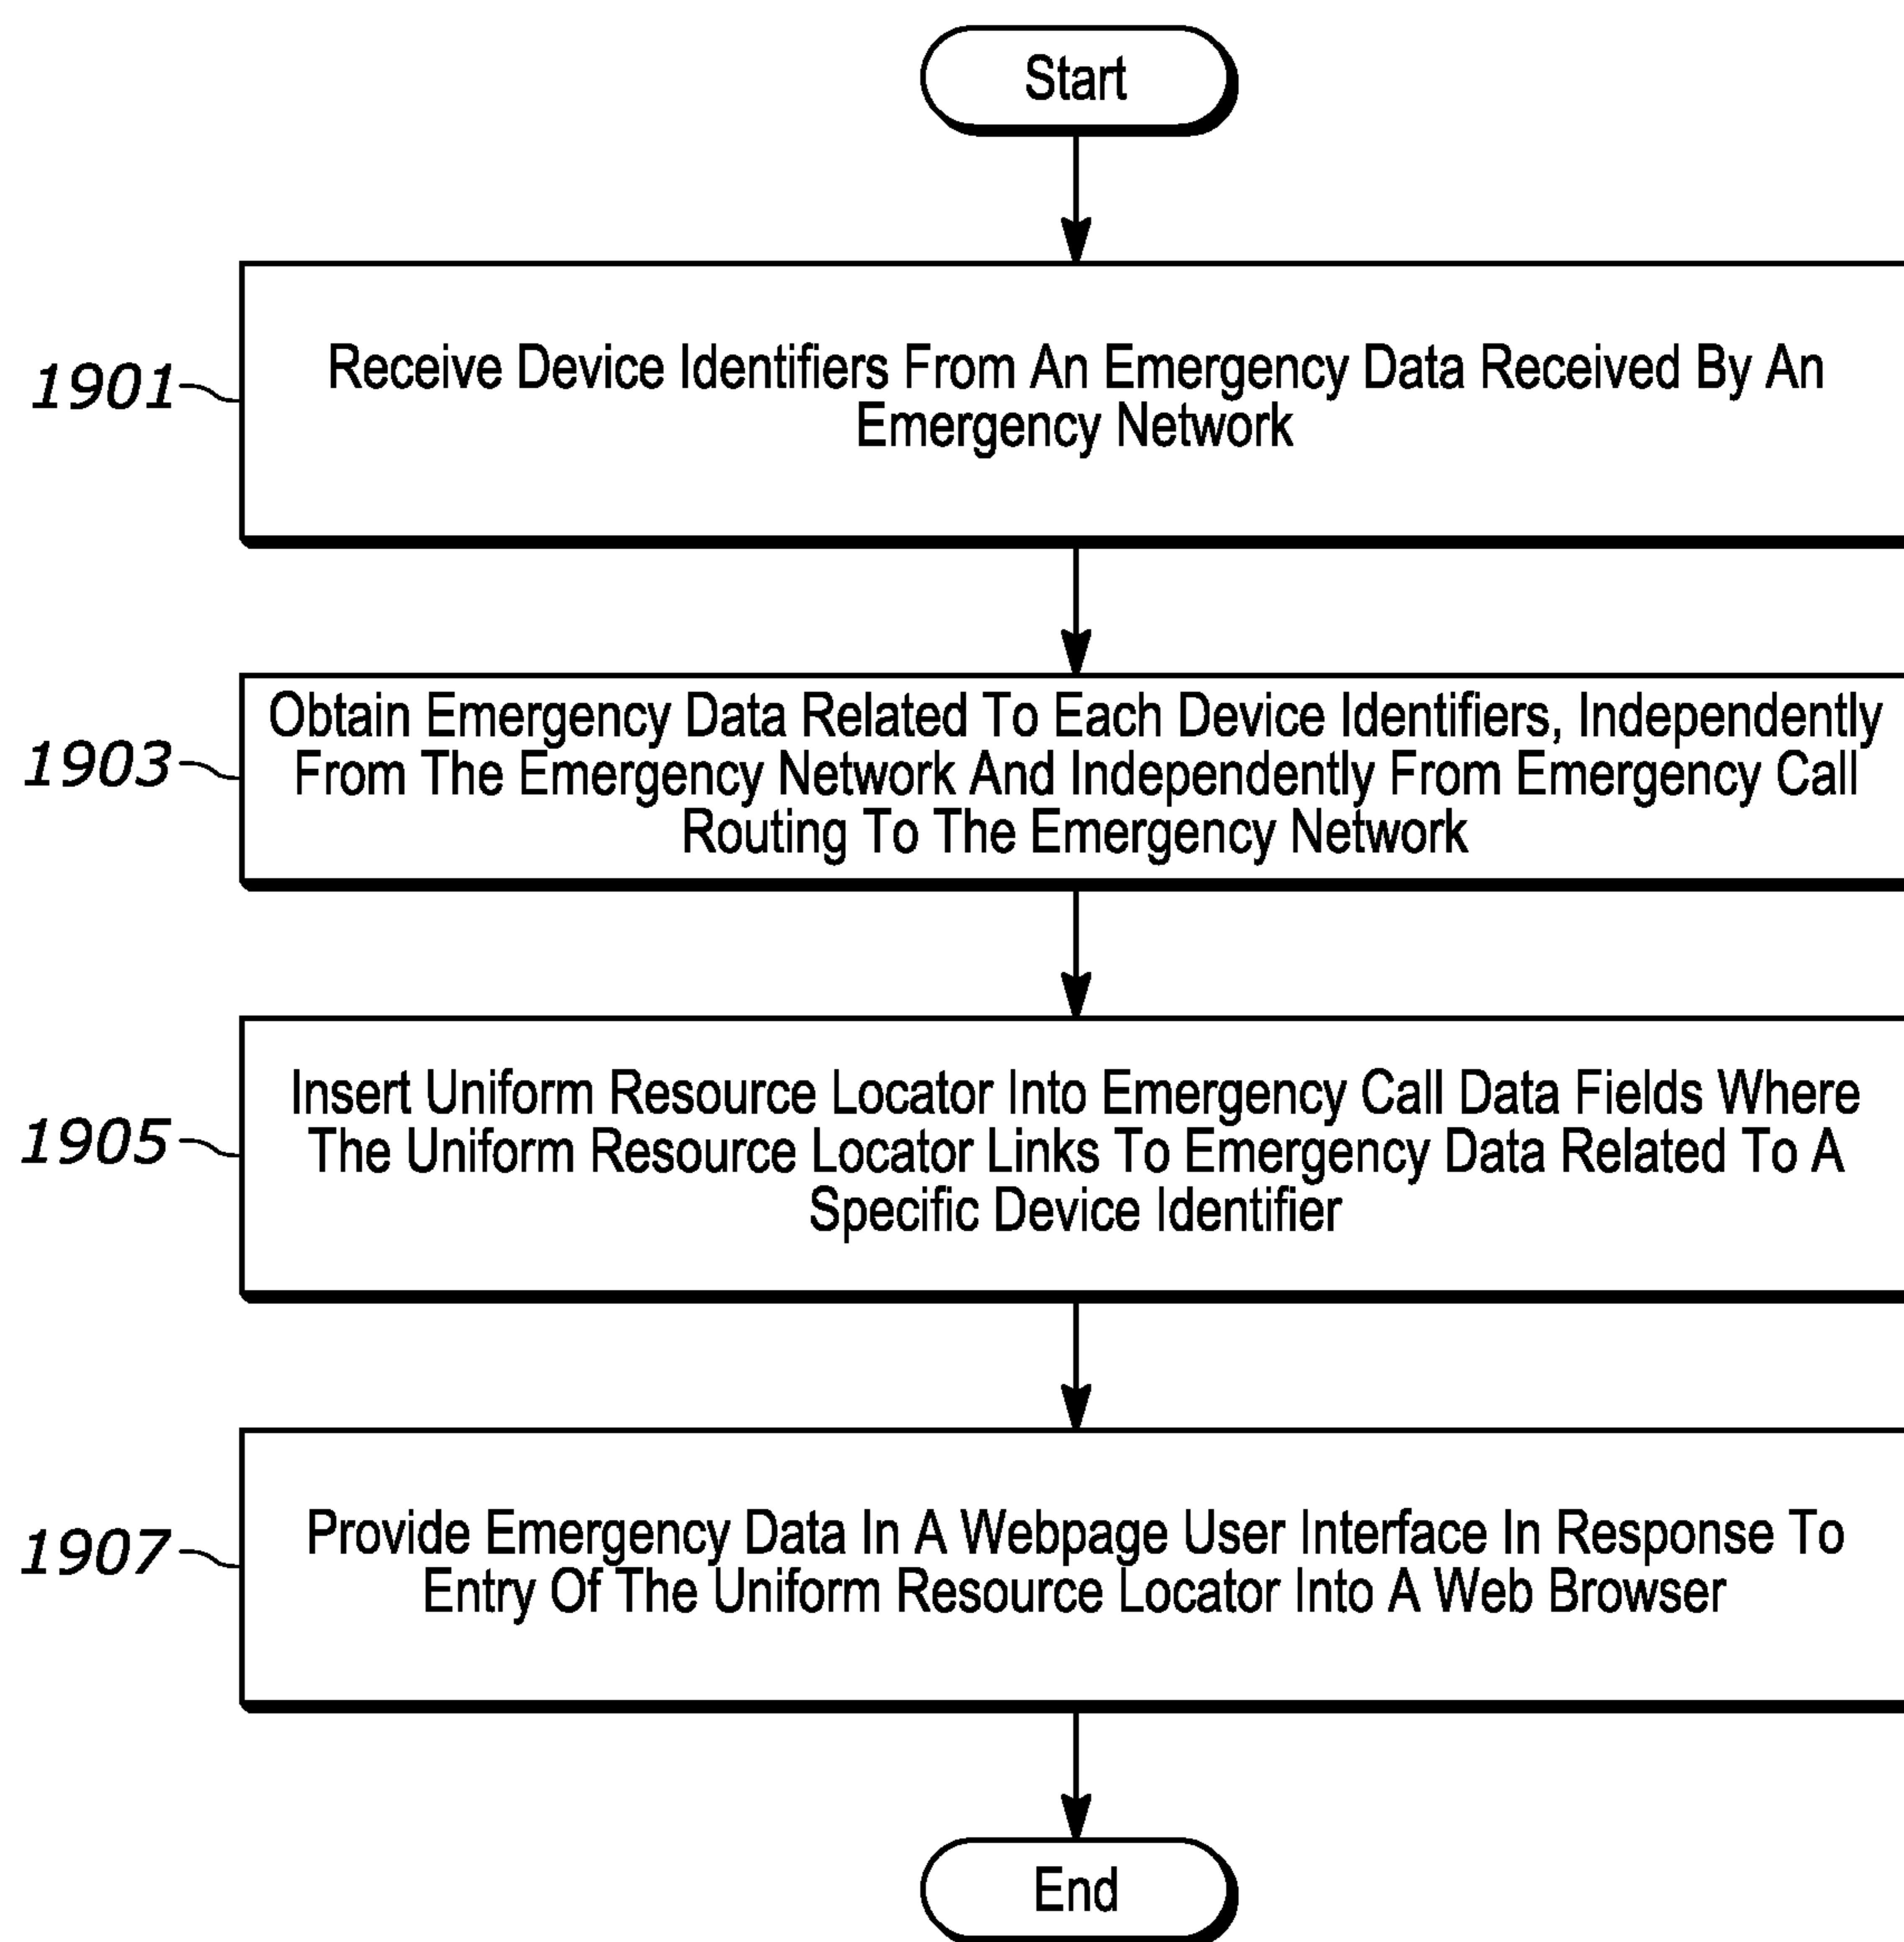 Start
1901
Receive Device Identifiers From An Emergency Data Received By An
Emergency Network
1903
Obtain Emergency Data Related To Each Device Identifiers, Independently
From The Emergency Network And Independently From Emergency Call
Routing To The Emergency Network
1905
Insert Uniform Resource Locator Into Emergency Call Data Fields Where
The Uniform Resource Locator Links To Emergency Data Related To A
Specific Device Identifier
1907
Provide Emergency Data In A Webpage User Interface In Response To
Entry Of The Uniform Resource Locator Into A Web Browser
End